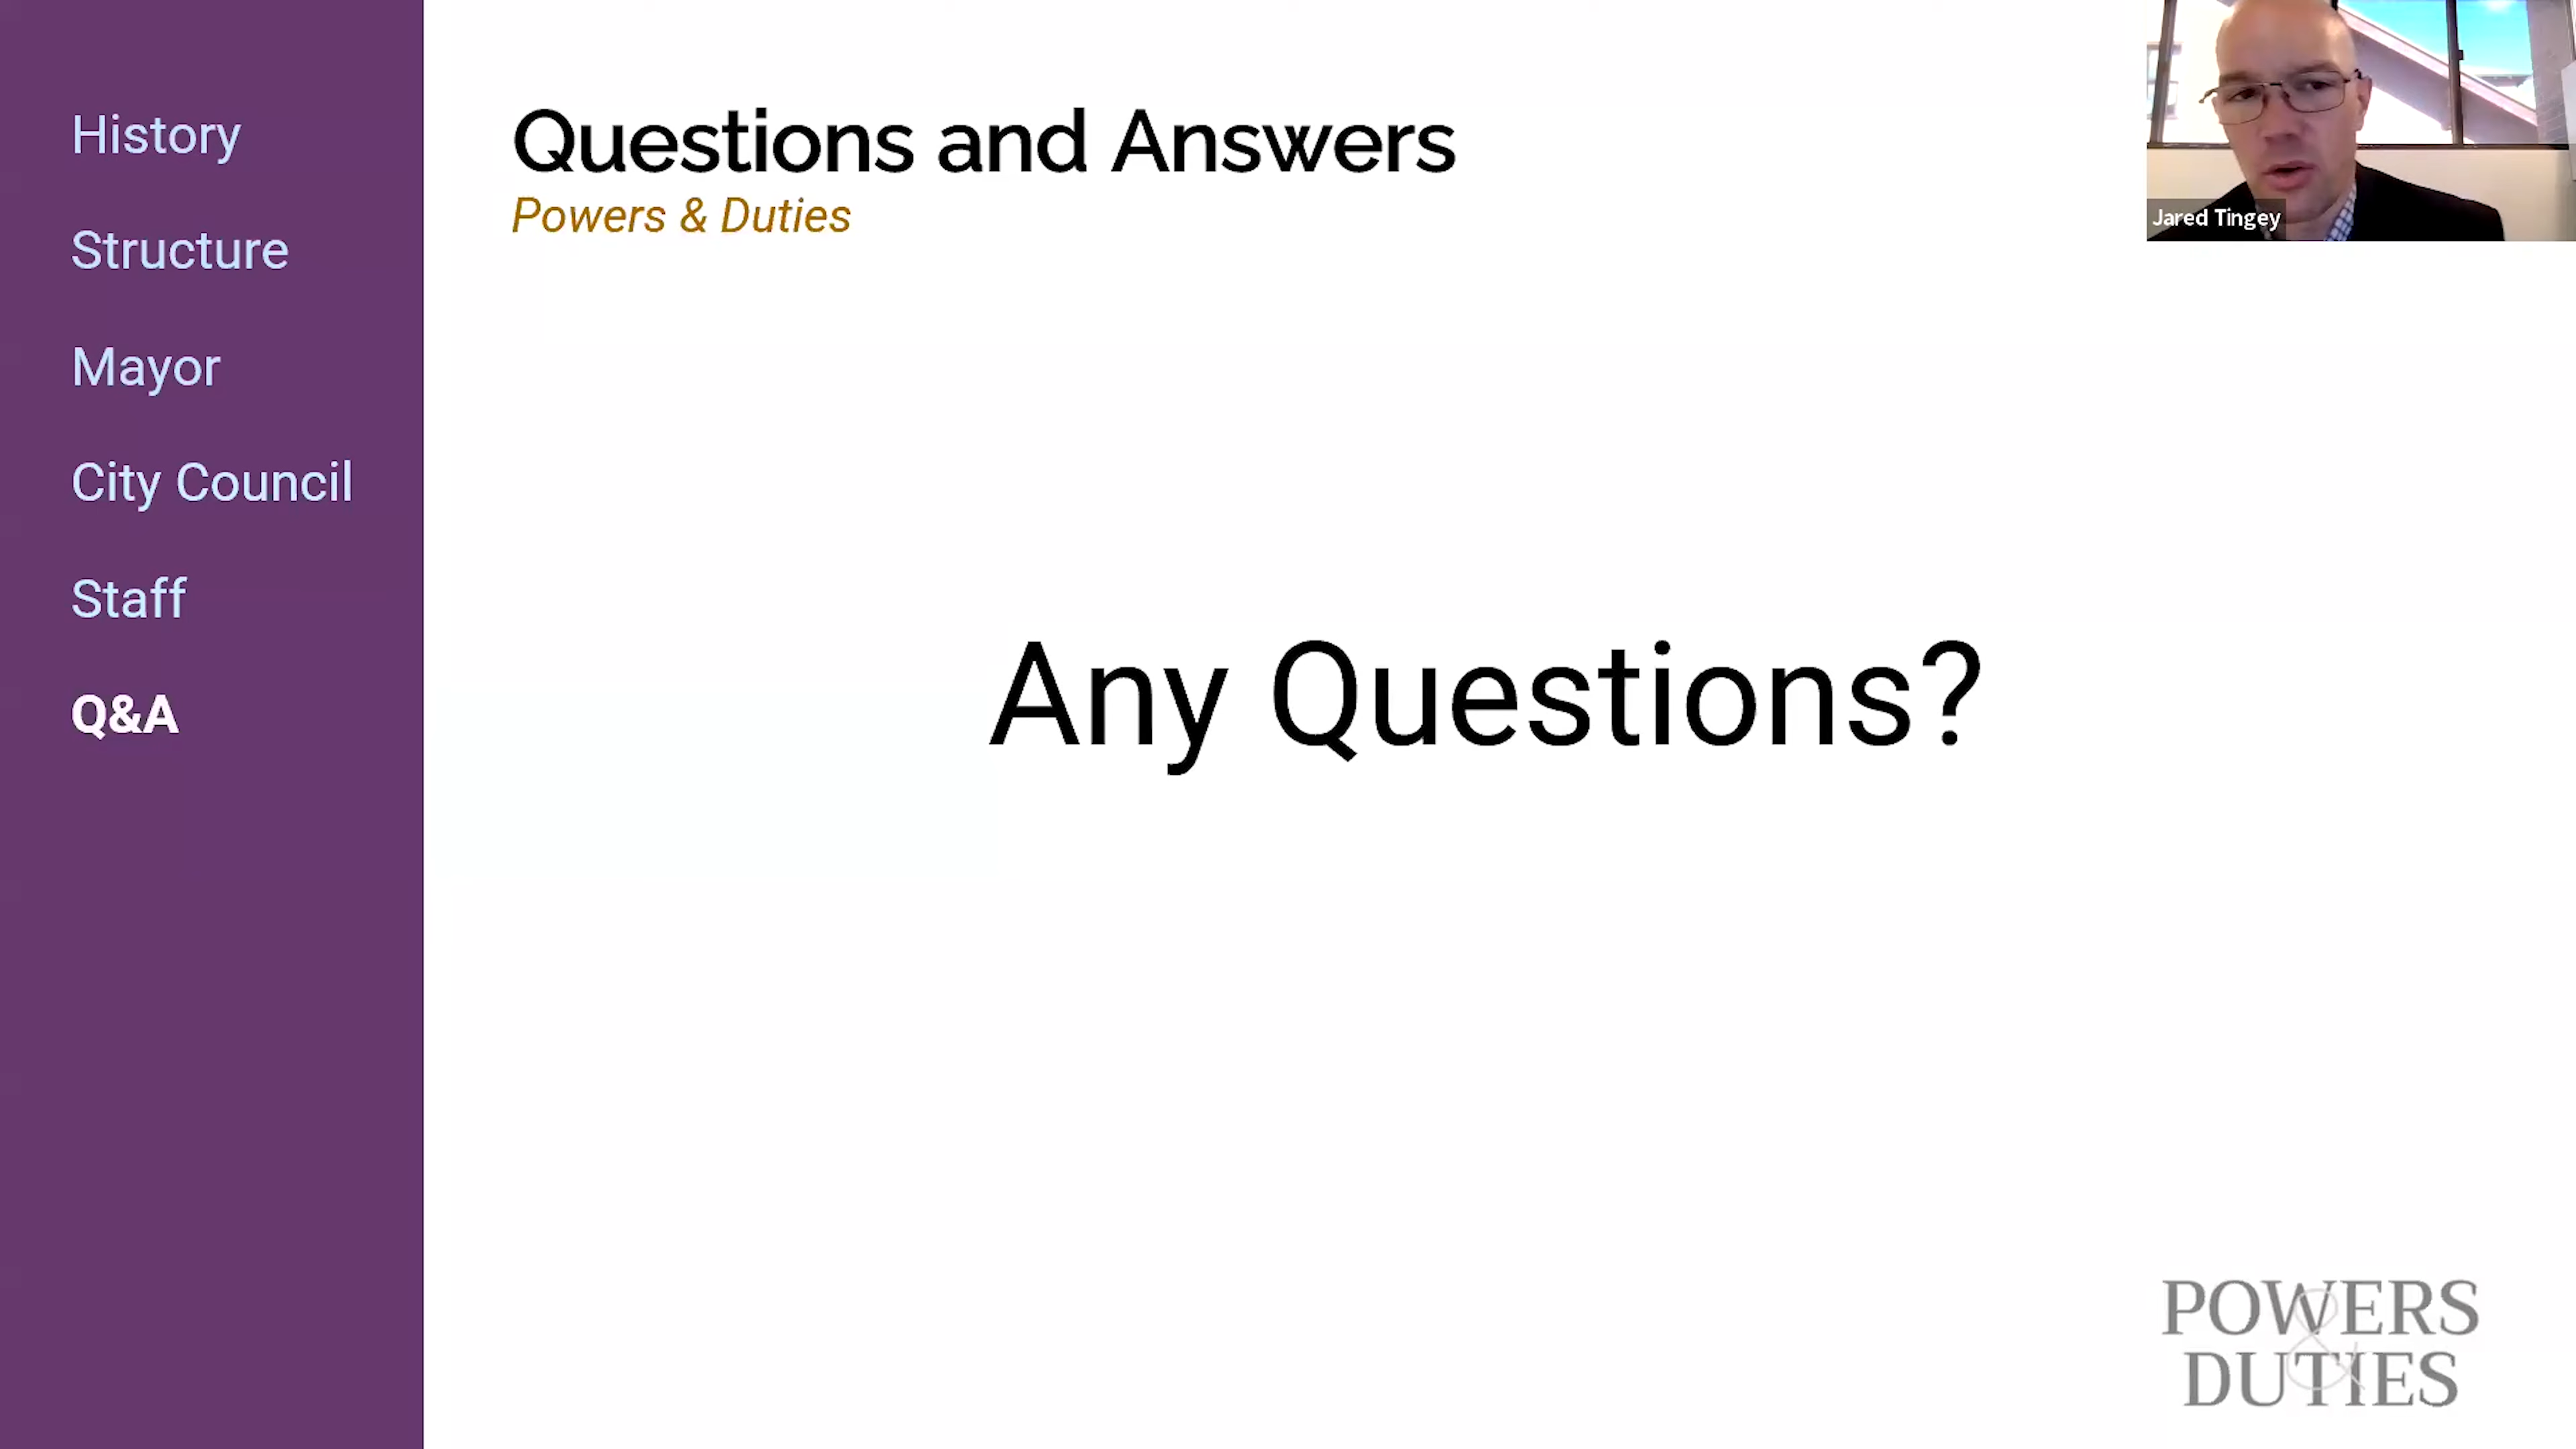 History
Structure
Mayor
City Council
Staff
Q&A
Questions and Answers
Powers & Duties
Jared Tingey
Any Questions?
POWERS
&
DUTIES